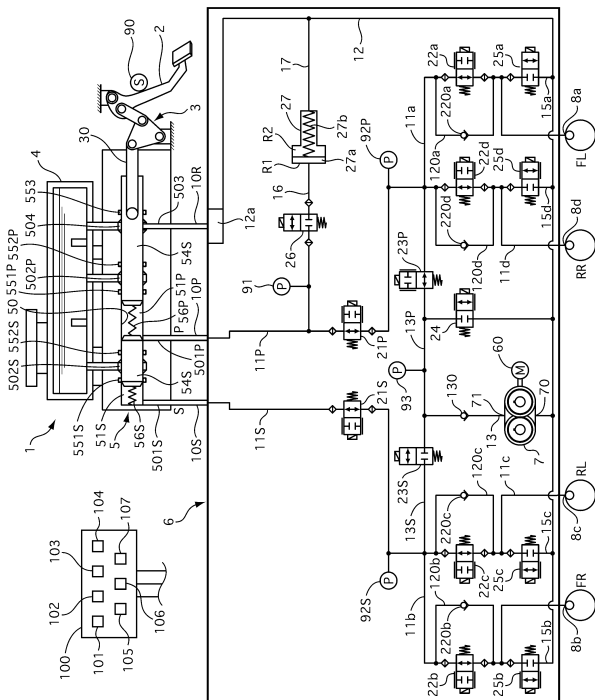 90
2
S
3
30
4
553
504
552P
502P
551P
50
552S
502S
551S
51S
5
56S
501S
S
10S
1
54S
501P
P
56P
51P
10P
54S
503
10R
12a
12
17
27
R2
R1
27b
27a
16
26
91
P
92P
P
11P
21P
11S
21S
6
104
103
102
100
101
107
106
105
22a
25a
11a
220a
120a
15a
8a
FL
22d
25d
220d
120d
11d
15d
8d
RR
23P
13P
24
P
93
130
60
M
71
13
70
7
23S
13S
220c
120c
11c
22c
25c
15c
8c
RL
92S
P
11b
120b
220b
22b
25b
15b
8b
FR